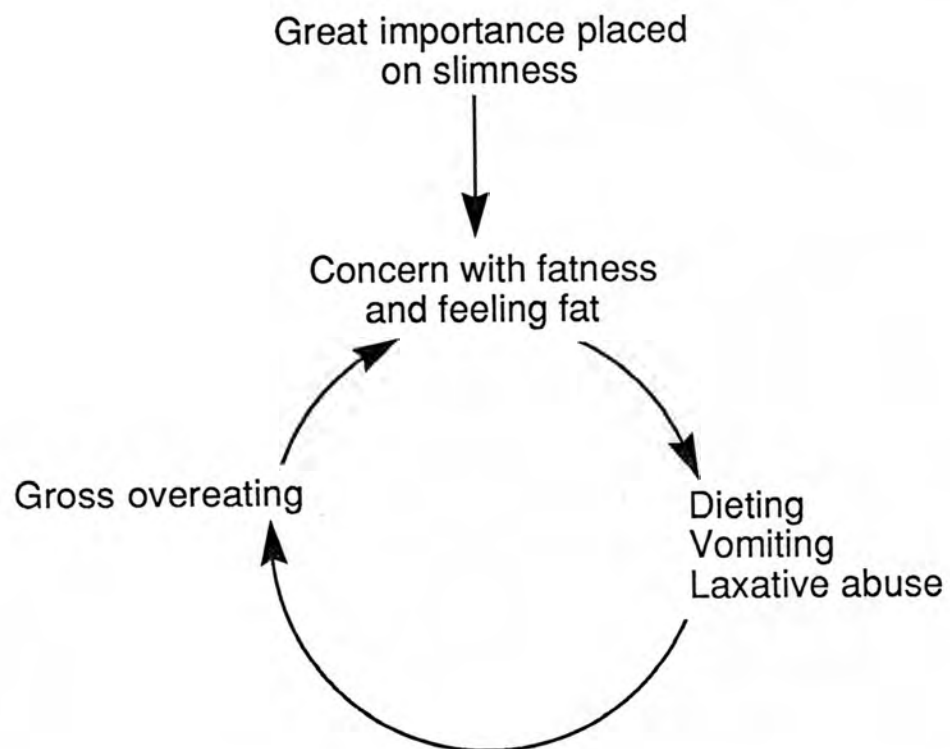 Great importance placed
on slimness
Concern with fatness
and feeling fat
Gross overeating
Dieting
Vomiting
Laxative abuse